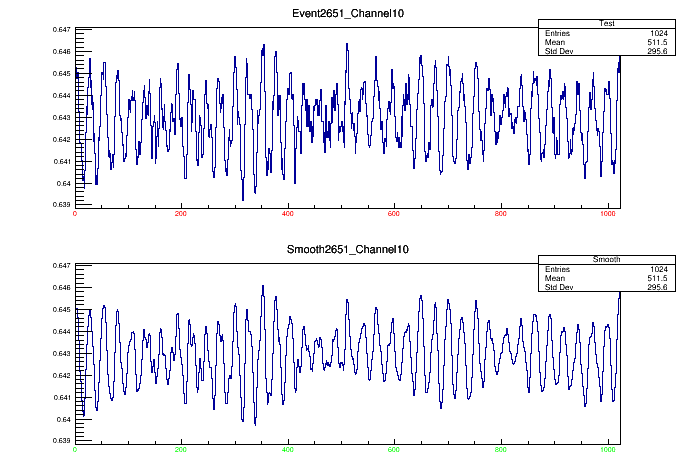 Event2651_Channel10
Test
Entries 1024
Mean 511.5
Std Dev 295.6
0.647
0.646
0.645
0.644
0.643
0.642
0.641
0.64
0.639
0 200 400 600 800 1000
Smooth2651_Channel10
Smooth
Entries 1024
Mean 511.5
Std Dev 295.6
0.647
0.646
0.645
0.644
0.643
0.642
0.641
0.64
0.639
0 200 400 600 800 1000